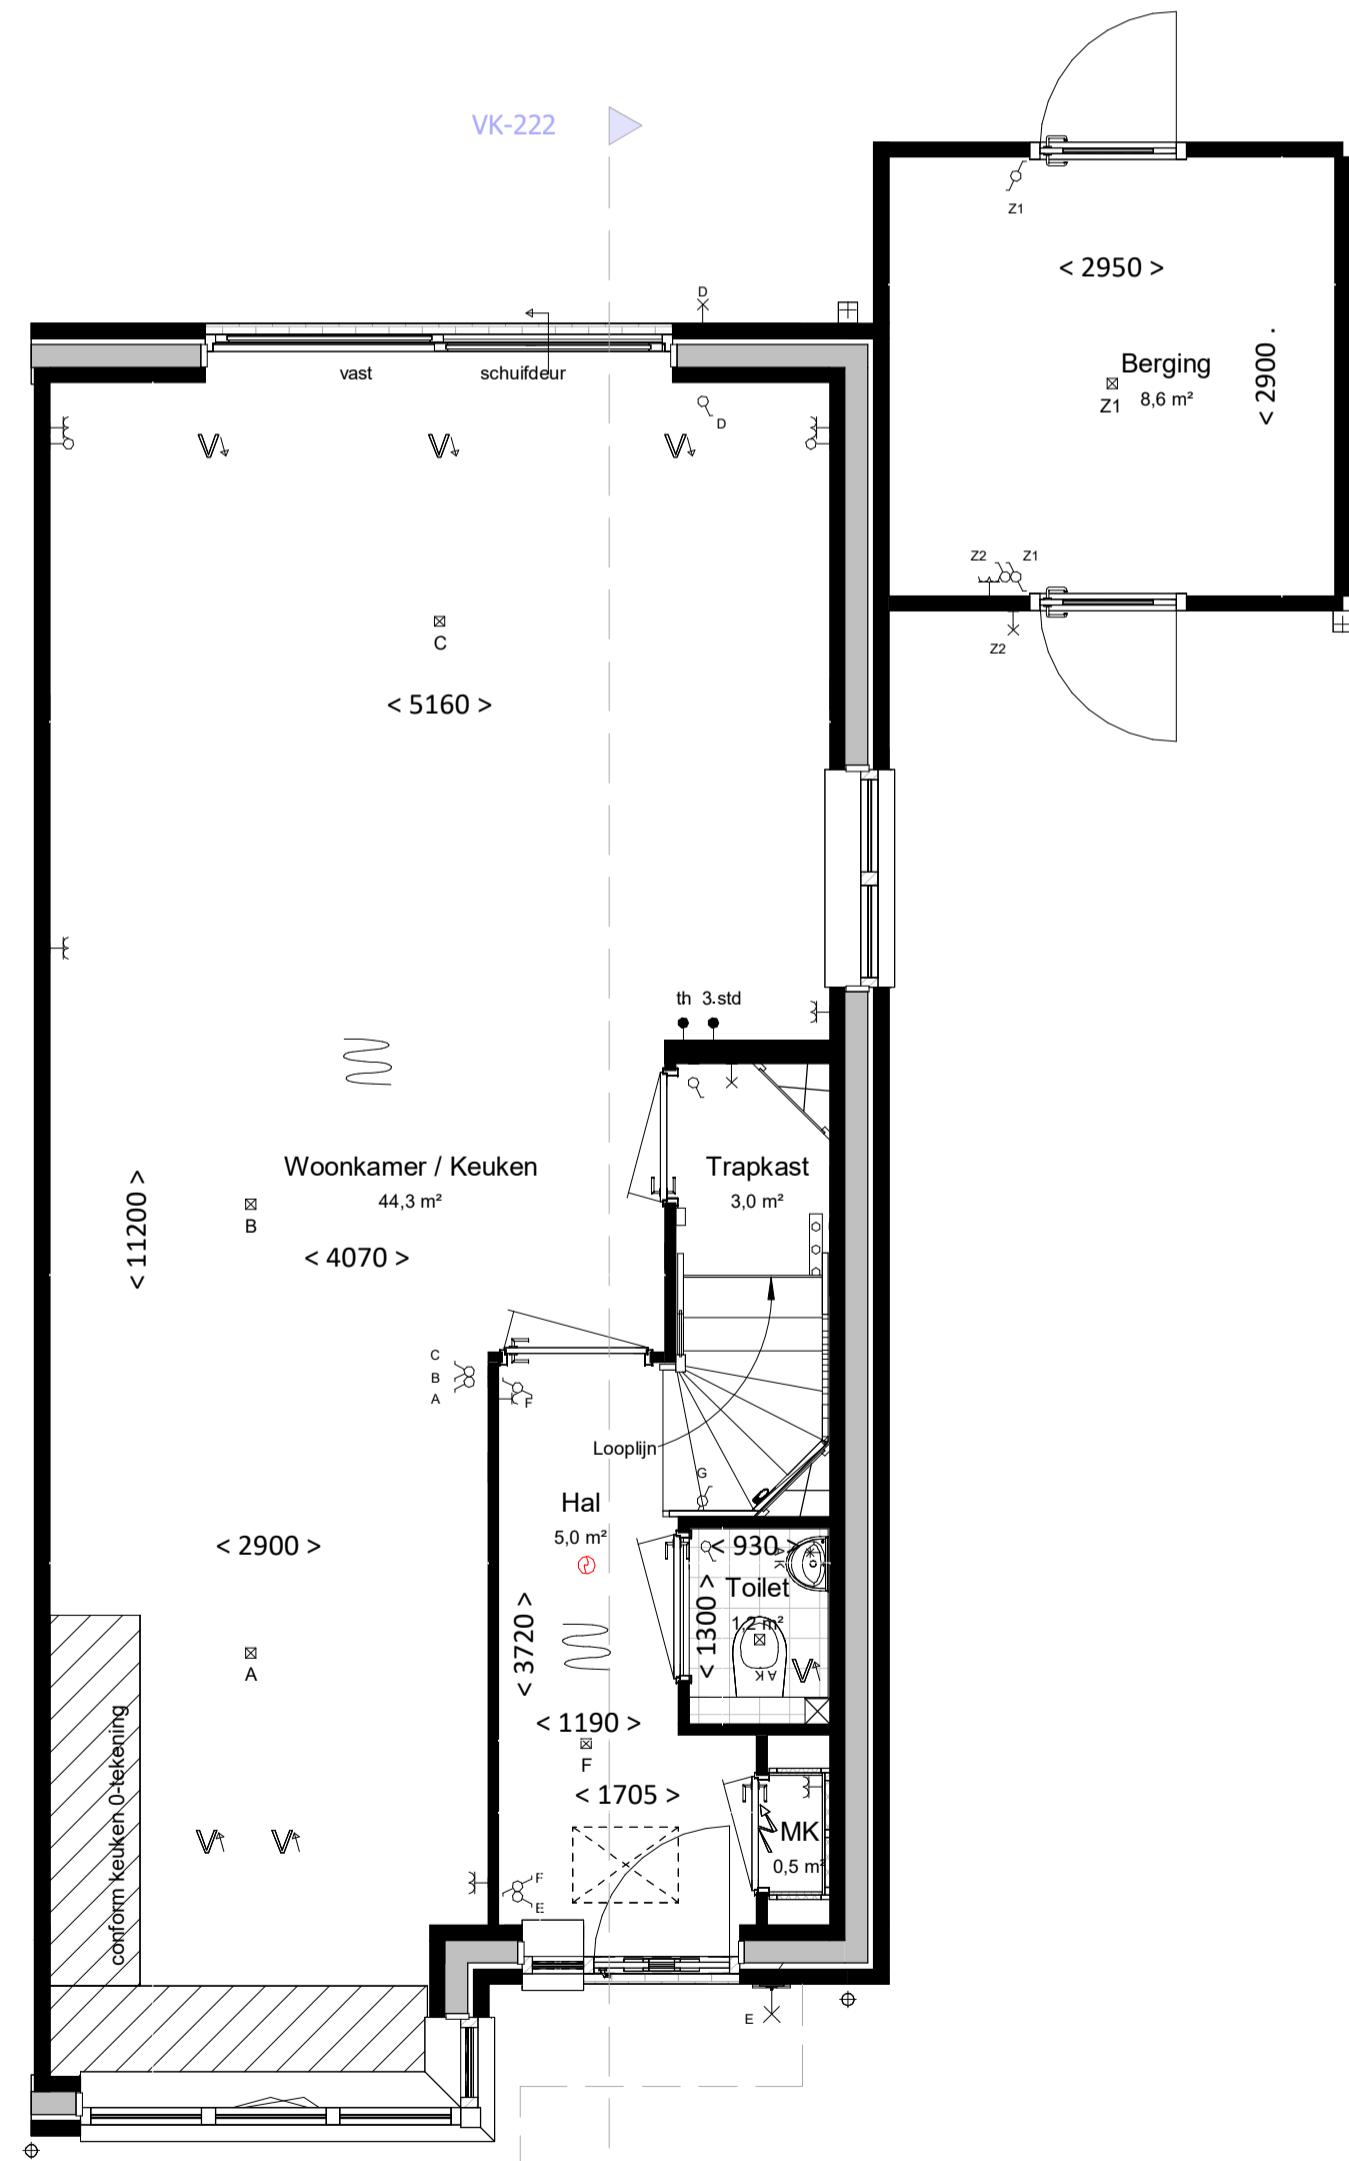 VK-222
Z1
< 2950 >
D
Berging
8,6 m²
Z1
< 2900 .
vast
schuifdeur
D
V
V
V
Z2
Z1
Z2
C
< 5160 >
th
3.std
Woonkamer / Keuken
44,3 m²
B
< 4070 >
< 11200 >
Trapkast
3,0 m²
C
B
A
F
Looplijn
G
Hal
5,0 m²
< 2900 >
< 930 >
AK
Toilet
1,2 m²
< 1300 >
AK
V
< 3720 >
A
< 1190 >
F
< 1705 >
conform keuken 0-tekening
V
V
MK
0,5 m²
F
E
E